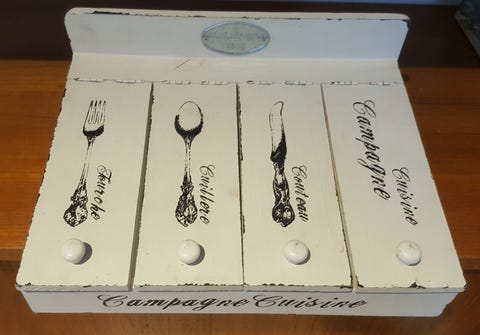 Fourche
Cuillere
Couteau
Campagne
Cuisine
Campagne Cuisine